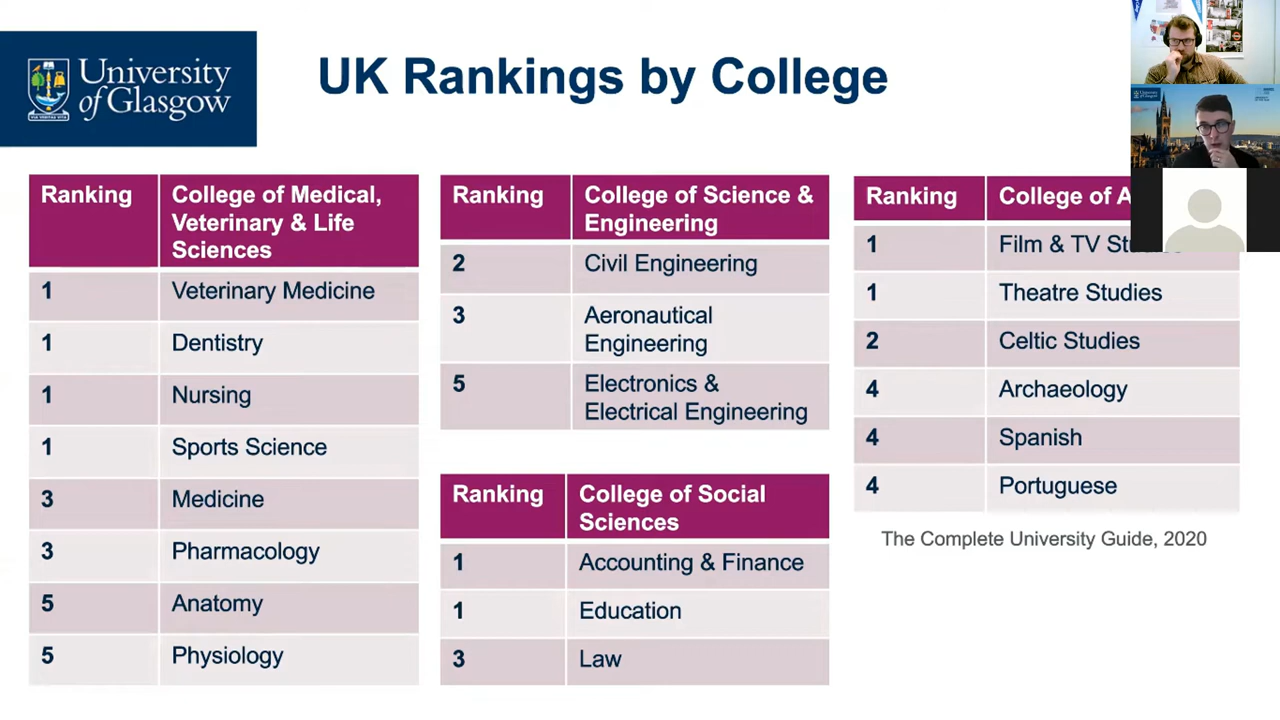 University
of Glasgow
VIA VERITAS VITA
UK Rankings by College
Ranking College of Medical,
Veterinary & Life
Sciences
1 Veterinary Medicine
1 Dentistry
1 Nursing
1 Sports Science
3 Medicine
3 Pharmacology
5 Anatomy
5 Physiology
Ranking College of Science &
Engineering
2 Civil Engineering
3 Aeronautical
Engineering
5 Electronics &
Electrical Engineering
Ranking College of Social
Sciences
1 Accounting & Finance
1 Education
3 Law
Ranking College of
1 Film & TV
1 Theatre Studies
2 Celtic Studies
4 Archaeology
4 Spanish
4 Portuguese
The Complete University Guide, 2020